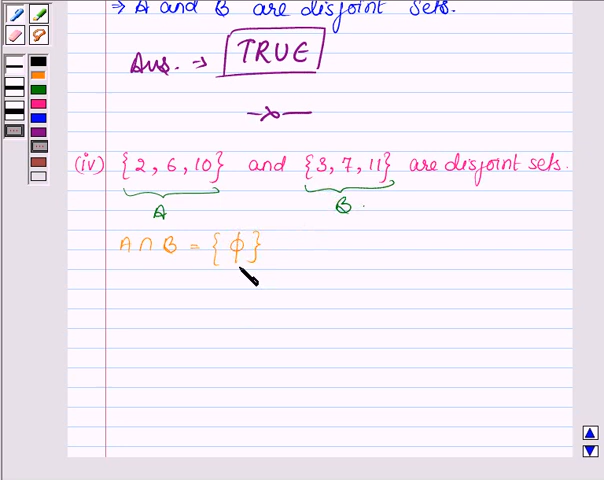 ⇒ A and B are disjoint sets.
Ans. → TRUE
—x—
(iv) {2, 6, 10} and {3, 7, 11} are disjoint sets.
A B.
A ∩ B = {ϕ}